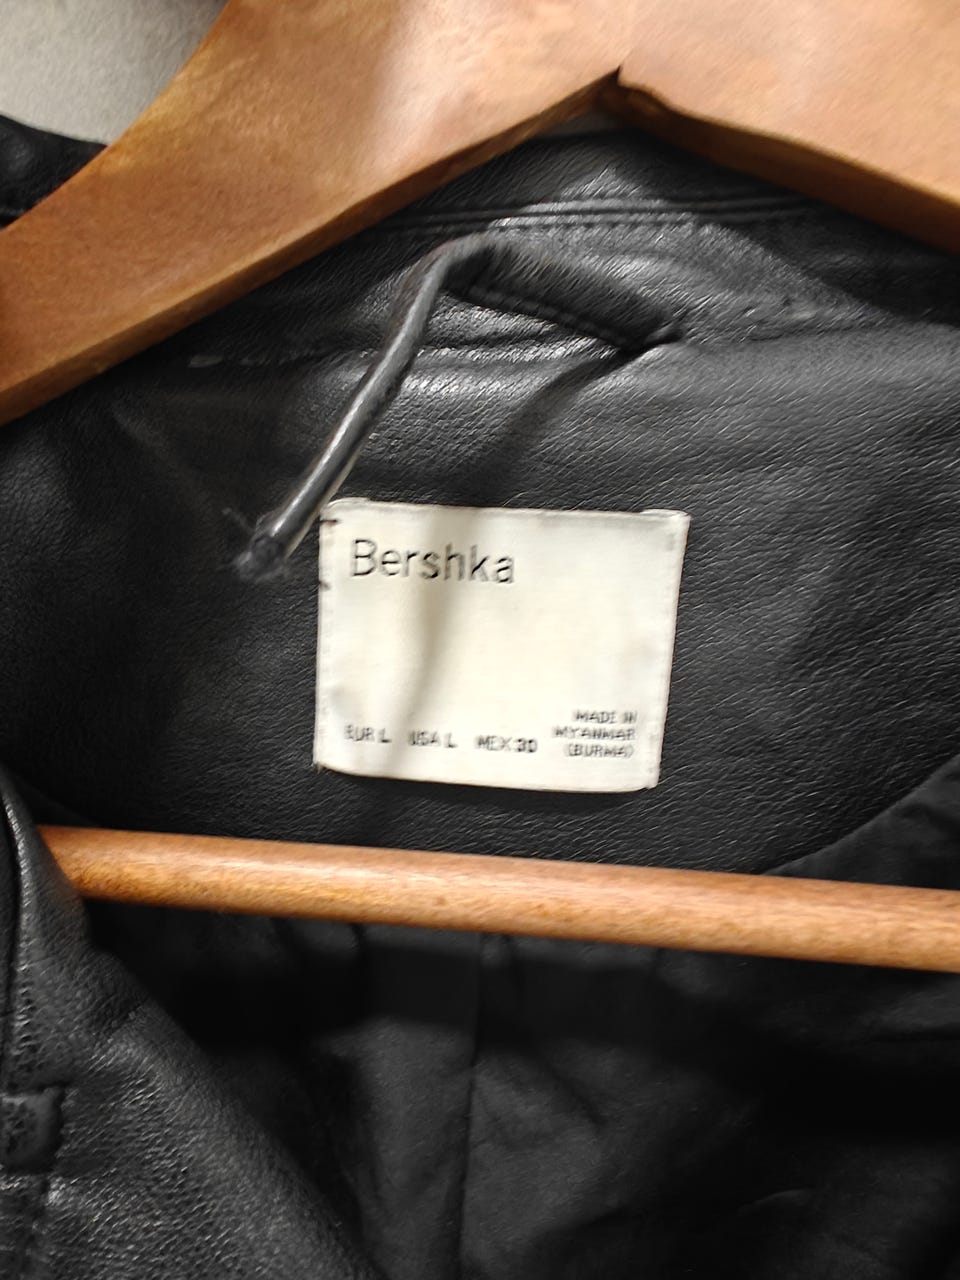 Bershka
EUR L USA L MEX 30
MADE IN
MYANMAR
(BURMA)